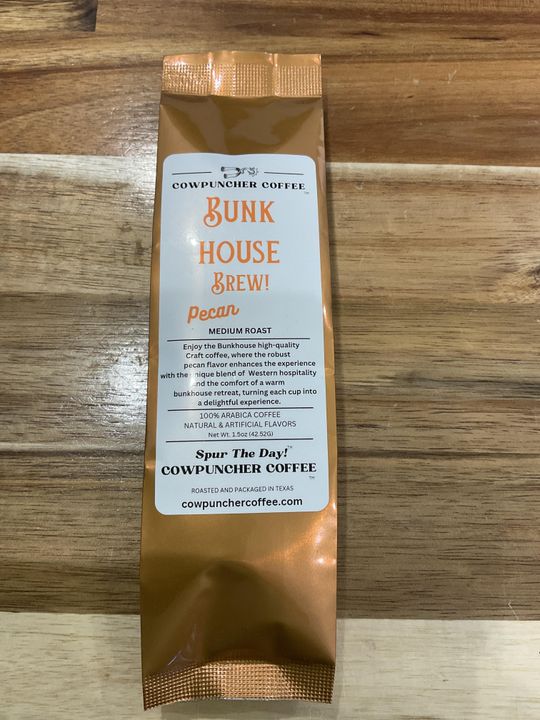 COWPUNCHER COFFEE
™
BUNK
HOUSE
BREW!
Pecan
MEDIUM ROAST
Enjoy the Bunkhouse high-quality
Craft coffee, where the robust
pecan flavor enhances the experience
with the unique blend of Western hospitality
and the comfort of a warm
bunkhouse retreat, turning each cup into
a delightful experience.
100% ARABICA COFFEE
NATURAL & ARTIFICIAL FLAVORS
Net Wt. 1.5oz (42.52G)
Spur The Day!™
COWPUNCHER COFFEE
™
ROASTED AND PACKAGED IN TEXAS
cowpunchercoffee.com